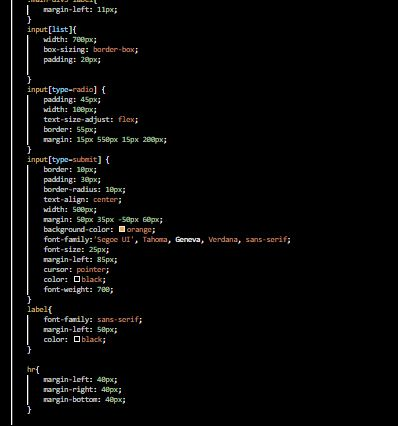 margin-left: 11px;
}
input[list]{
width: 700px;
box-sizing: border-box;
padding: 20px;
}
input[type=radio] {
padding: 45px;
width: 100px;
text-size-adjust: flex;
border: 55px;
margin: 15px 550px 15px 200px;
}
input[type=submit] {
border: 10px;
padding: 30px;
border-radius: 10px;
text-align: center;
width: 500px;
margin: 50px 35px -50px 60px;
background-color: orange;
font-family:'Segoe UI', Tahoma, Geneva, Verdana, sans-serif;
font-size: 25px;
margin-left: 85px;
cursor: pointer;
color: black;
font-weight: 700;
}
label{
font-family: sans-serif;
margin-left: 50px;
color: black;
}
hr{
margin-left: 40px;
margin-right: 40px;
margin-bottom: 40px;
}